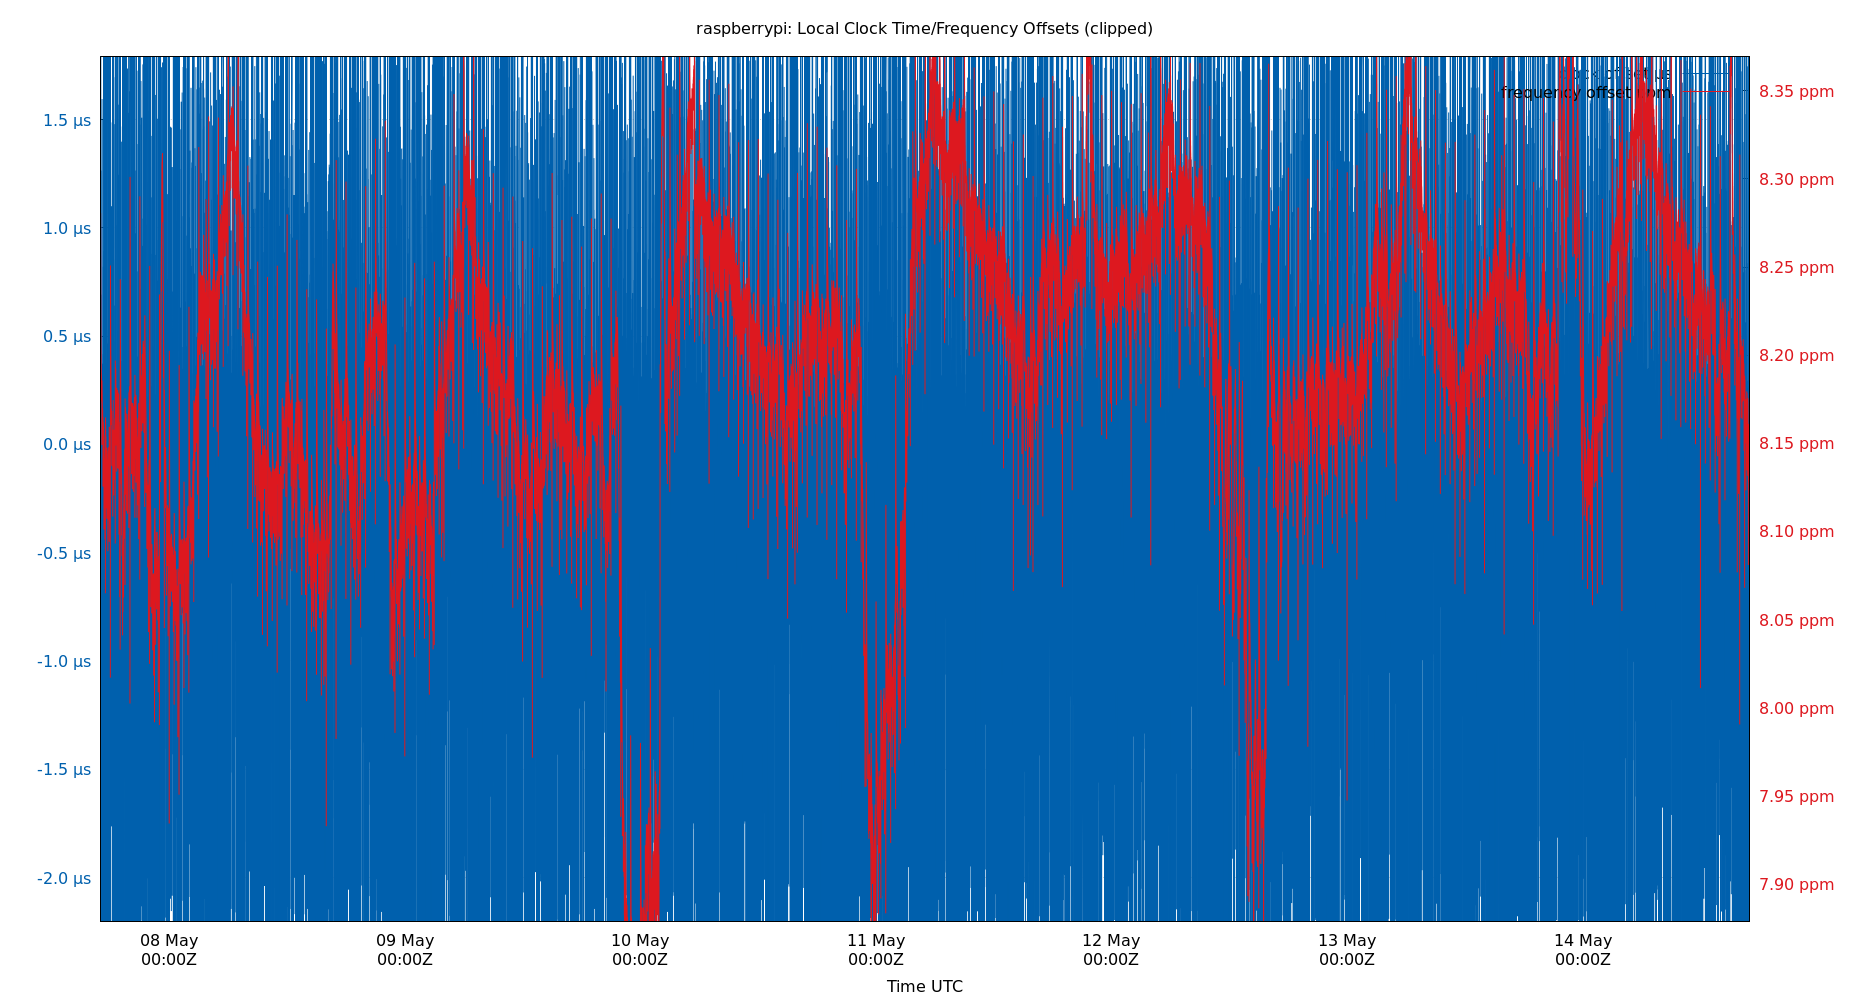 raspberrypi: Local Clock Time/Frequency Offsets (clipped)
clock offset µs
frequency offset ppm
1.5 µs
1.0 µs
0.5 µs
0.0 µs
-0.5 µs
-1.0 µs
-1.5 µs
-2.0 µs
8.35 ppm
8.30 ppm
8.25 ppm
8.20 ppm
8.15 ppm
8.10 ppm
8.05 ppm
8.00 ppm
7.95 ppm
7.90 ppm
08 May 09 May 10 May 11 May 12 May 13 May 14 May
00:00Z 00:00Z 00:00Z 00:00Z 00:00Z 00:00Z 00:00Z
Time UTC